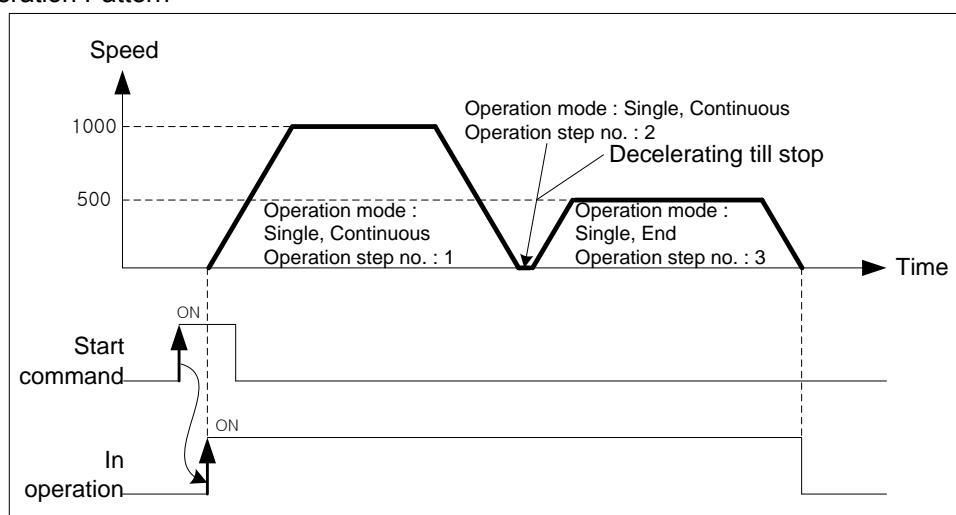 Speed
Operation mode : Single, Continuous
Operation step no. : 2
Decelerating till stop
1000
500
Operation mode :
Single, Continuous
Operation step no. : 1
Operation mode :
Single, End
Operation step no. : 3
Time
ON
Start
command
ON
In
operation